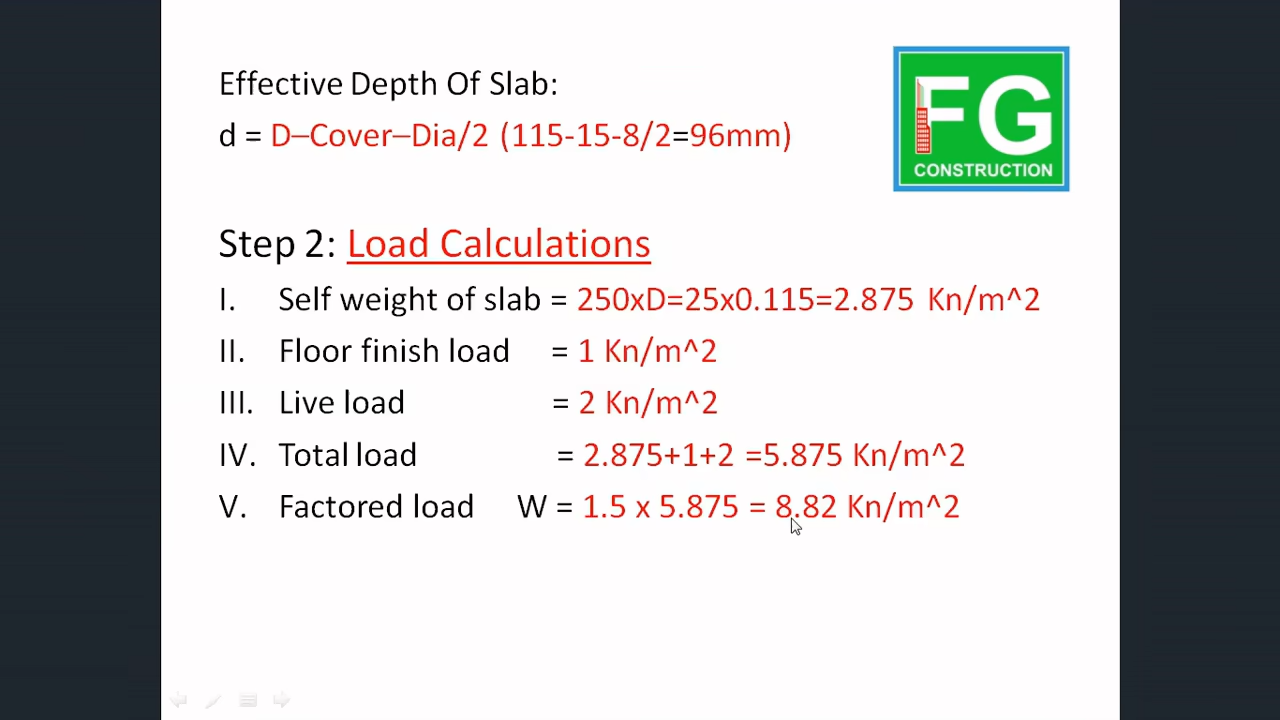 Effective Depth Of Slab:
d = D–Cover–Dia/2 (115-15-8/2=96mm)
FG
CONSTRUCTION
Step 2: Load Calculations
I. Self weight of slab = 250xD=25x0.115=2.875 Kn/m^2
II. Floor finish load = 1 Kn/m^2
III. Live load = 2 Kn/m^2
IV. Total load = 2.875+1+2 =5.875 Kn/m^2
V. Factored load W = 1.5 x 5.875 = 8.82 Kn/m^2